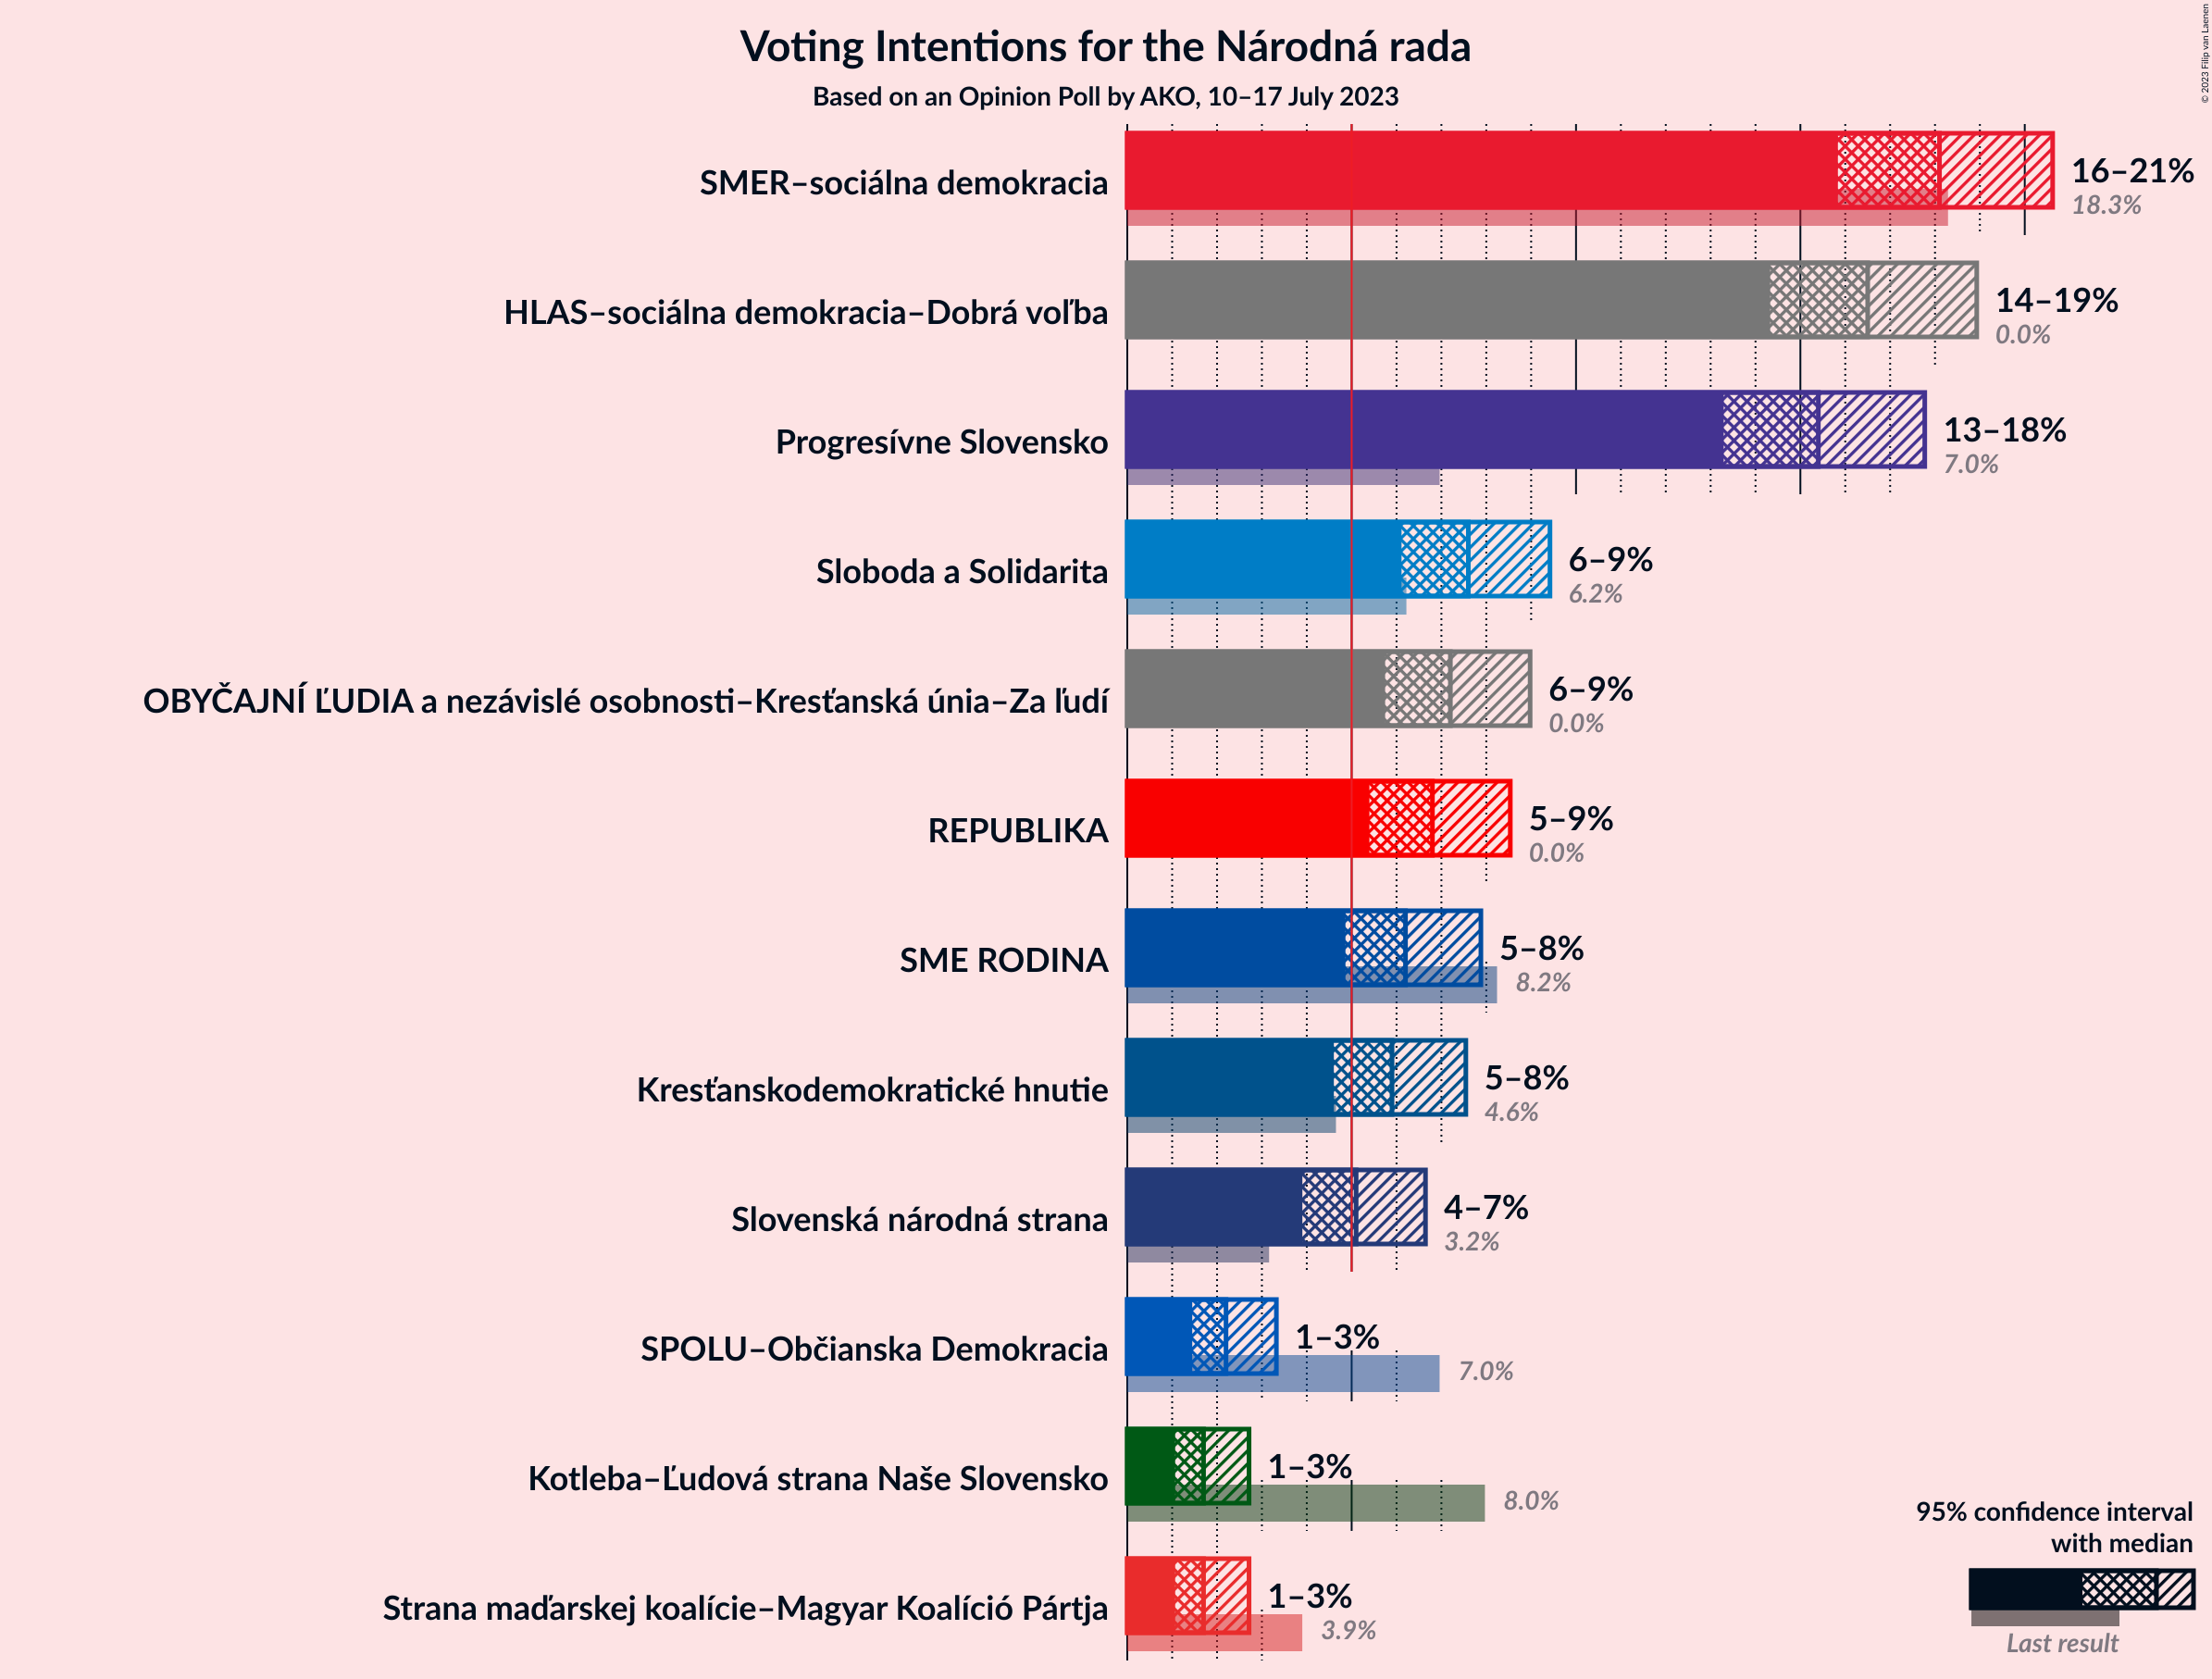 Voting Intentions for the Národná rada
Based on an Opinion Poll by AKO, 10–17 July 2023
© 2023 Filip van Laenen
SMER–sociálna demokracia
16–21%
18.3%
HLAS–sociálna demokracia–Dobrá voľba
14–19%
0.0%
Progresívne Slovensko
13–18%
7.0%
Sloboda a Solidarita
6–9%
6.2%
OBYČAJNÍ ĽUDIA a nezávislé osobnosti–Kresťanská únia–Za ľudí
6–9%
0.0%
REPUBLIKA
5–9%
0.0%
SME RODINA
5–8%
8.2%
Kresťanskodemokratické hnutie
5–8%
4.6%
Slovenská národná strana
4–7%
3.2%
SPOLU–Občianska Demokracia
1–3%
7.0%
Kotleba–Ľudová strana Naše Slovensko
1–3%
8.0%
Strana maďarskej koalície–Magyar Koalíció Pártja
1–3%
3.9%
95% confidence interval
with median
Last result